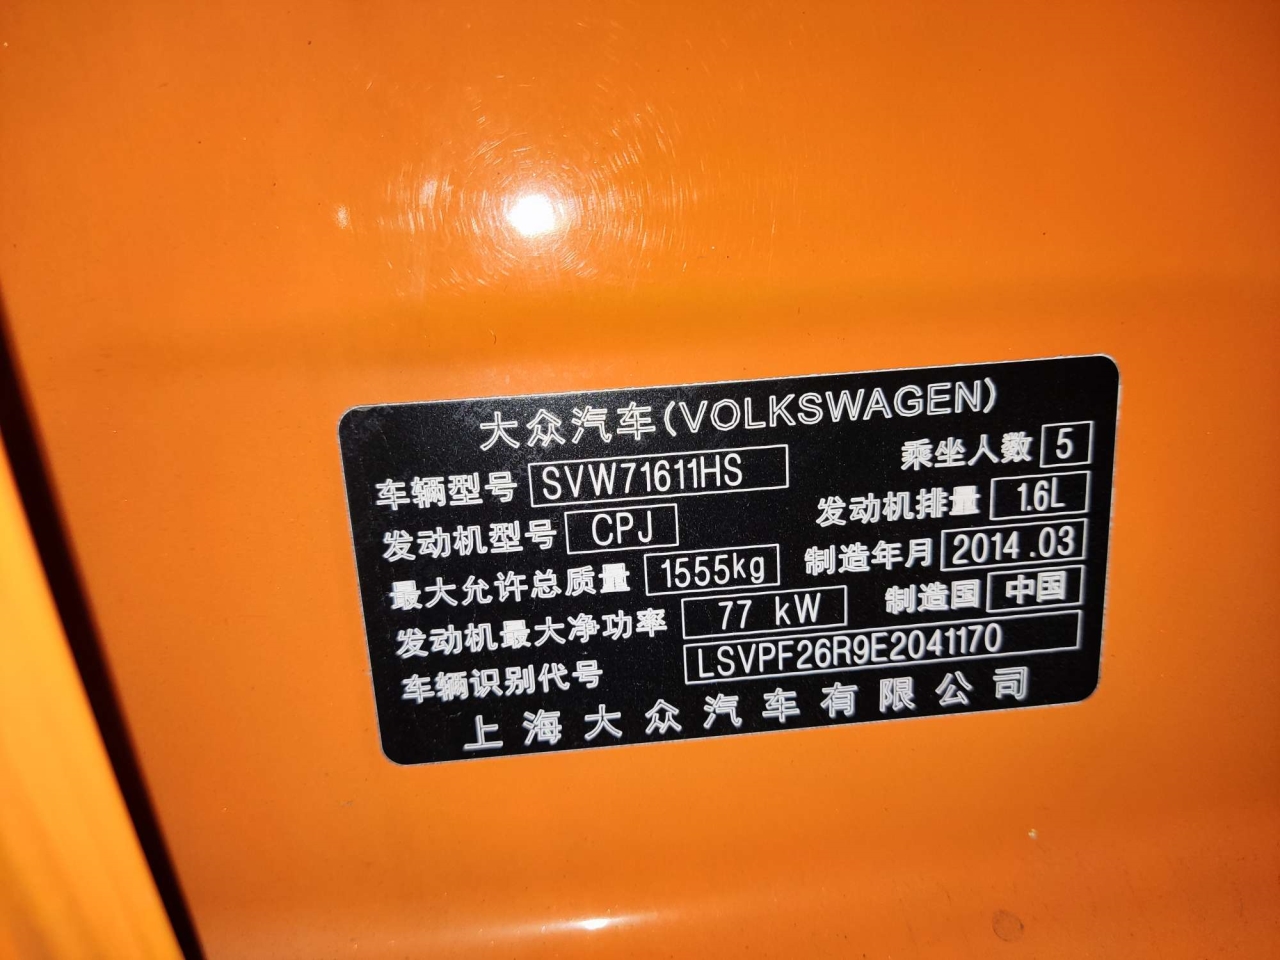 大众汽车(VOLKSWAGEN)
车辆型号 SVW71611HS 乘坐人数 5
发动机型号 CPJ 发动机排量 1.6L
最大允许总质量 1555kg 制造年月 2014.03
发动机最大净功率 77 kW 制造国 中国
车辆识别代号 LSVPF26R9E2041170
上海大众汽车有限公司